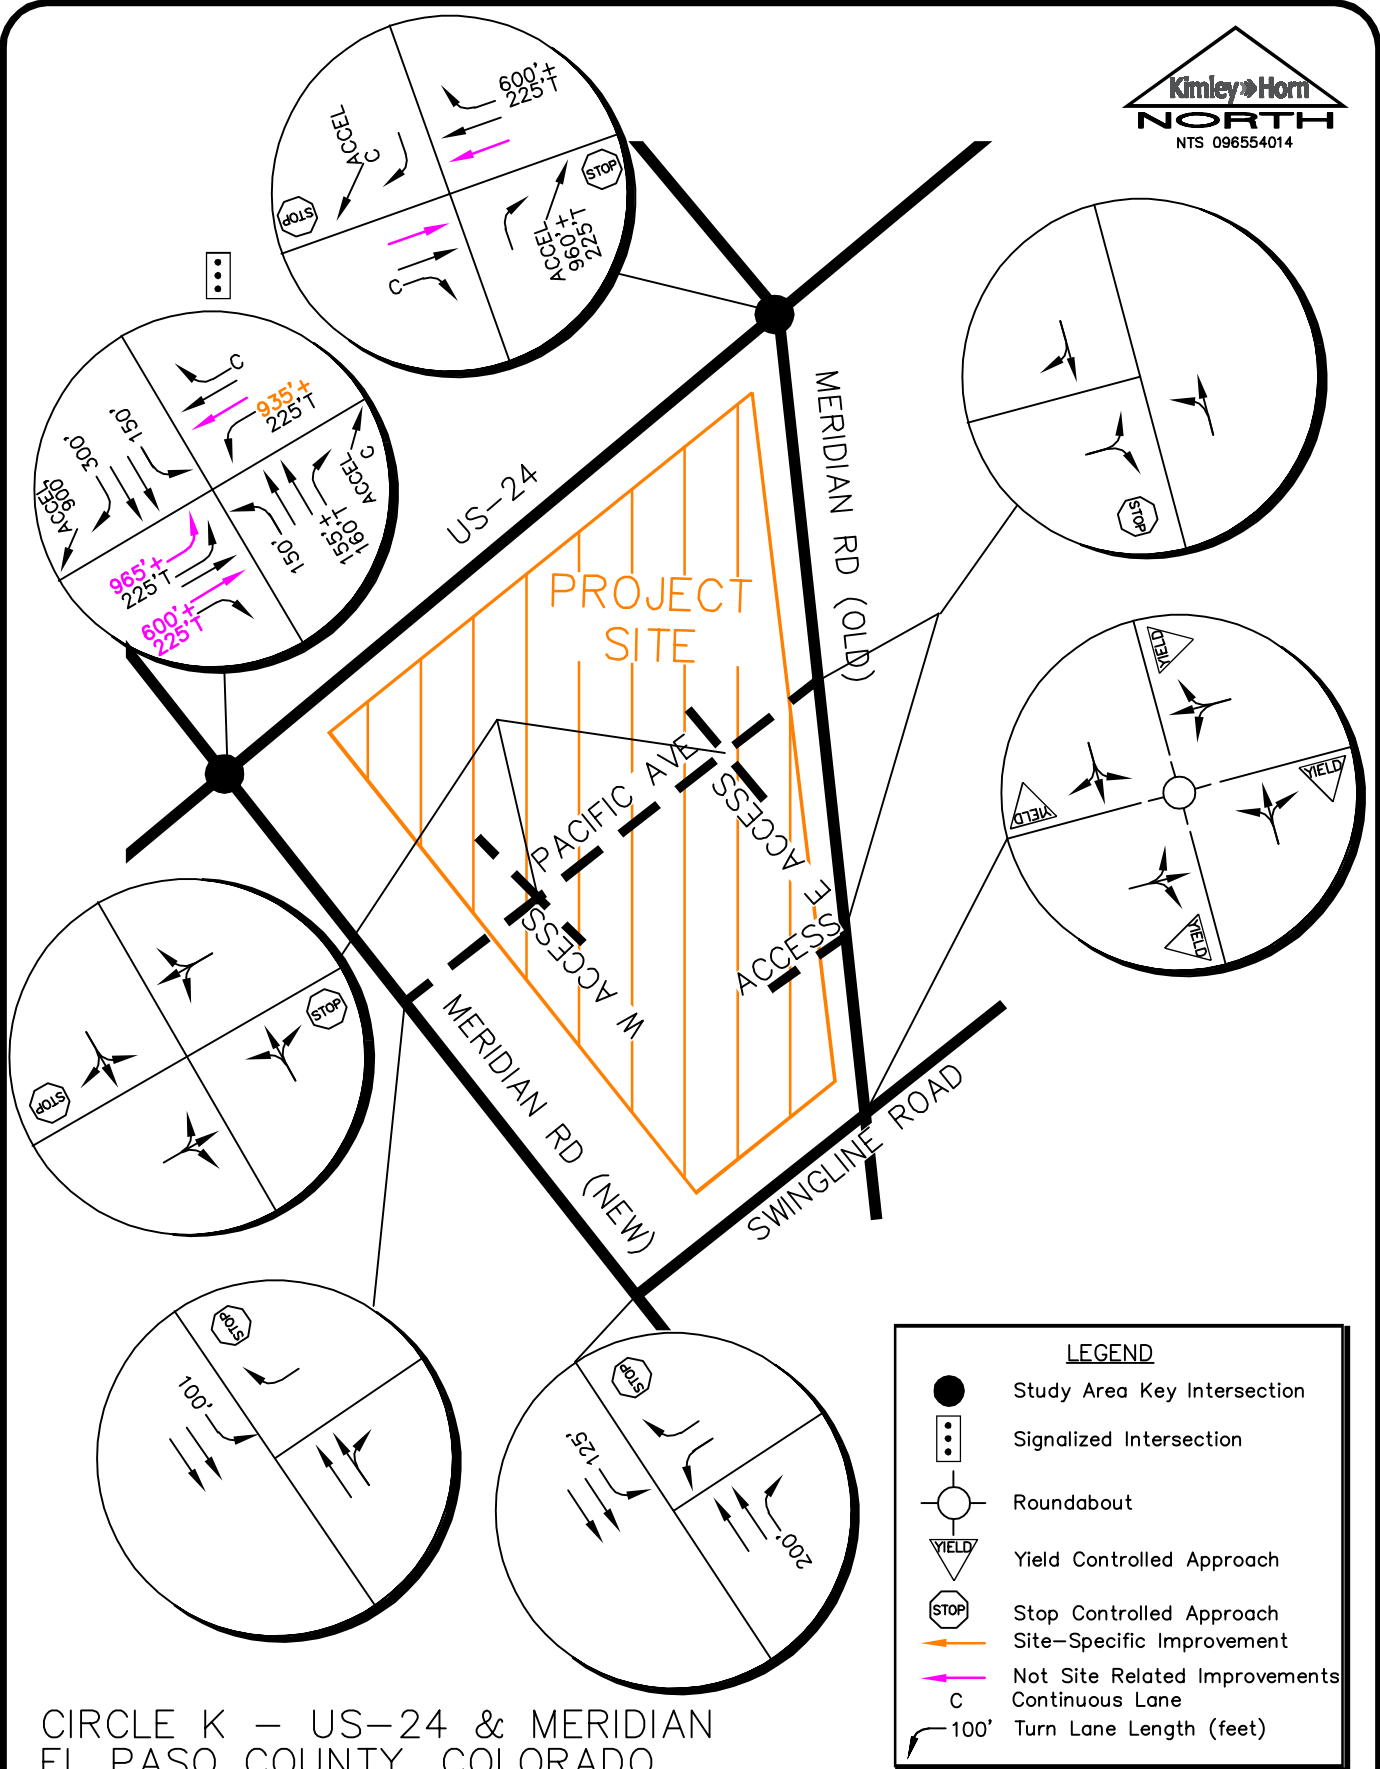 Kimley»Horn
NORTH
NTS 096554014
600'+
225'T
ACCEL
C
STOP
STOP
ACCEL
960'+
225'T
C
C
935'+
225'T
150'
300'
ACCEL
900'
C
ACCEL
155'+
160'T
150'
965'+
225'T
600'+
225'T
US-24
MERIDIAN RD (OLD)
STOP
PROJECT
SITE
YIELD
YIELD
YIELD
YIELD
PACIFIC AVE
E ACCESS
W ACCESS
ACCESS
STOP
STOP
MERIDIAN RD (NEW)
SWINGLINE ROAD
STOP
100'
STOP
125'
200'
LEGEND
Study Area Key Intersection
Signalized Intersection
Roundabout
YIELD Yield Controlled Approach
STOP Stop Controlled Approach
Site-Specific Improvement
Not Site Related Improvements
C Continuous Lane
100' Turn Lane Length (feet)
CIRCLE K - US-24 & MERIDIAN
EL PASO COUNTY, COLORADO